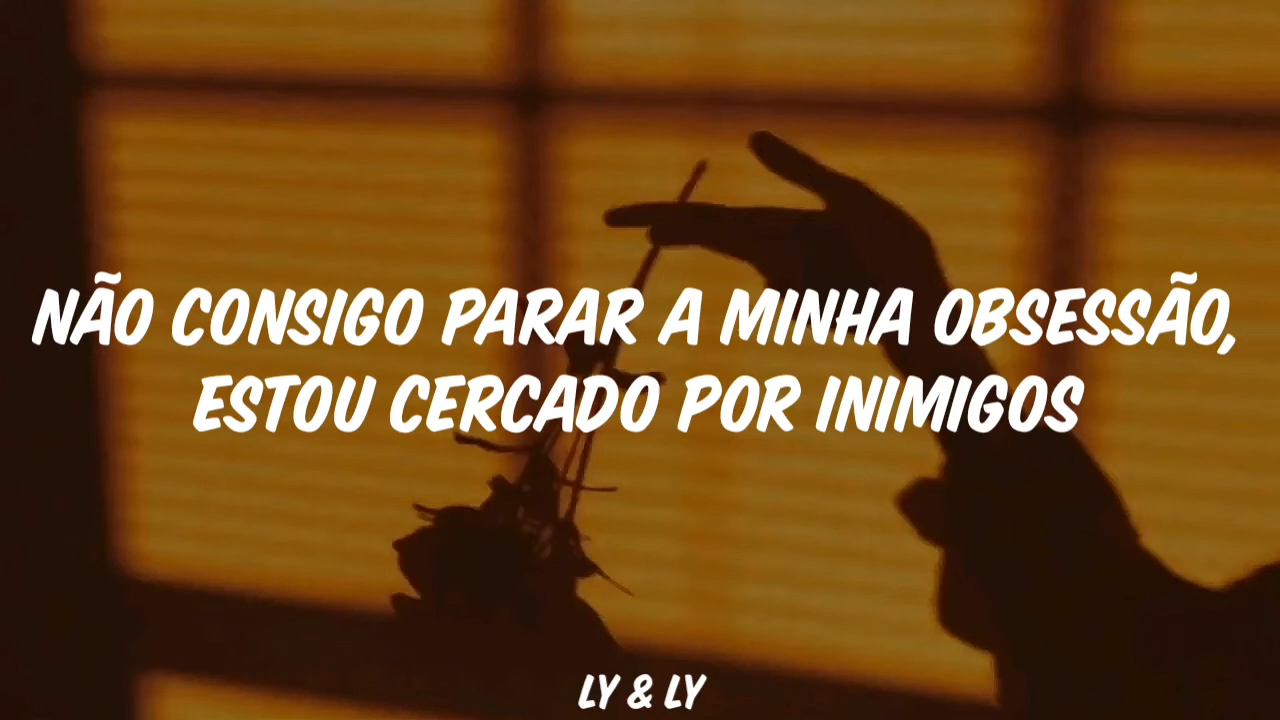 NÃO CONSIGO PARAR A MINHA OBSESSÃO,
ESTOU CERCADO POR INIMIGOS
LY & LY